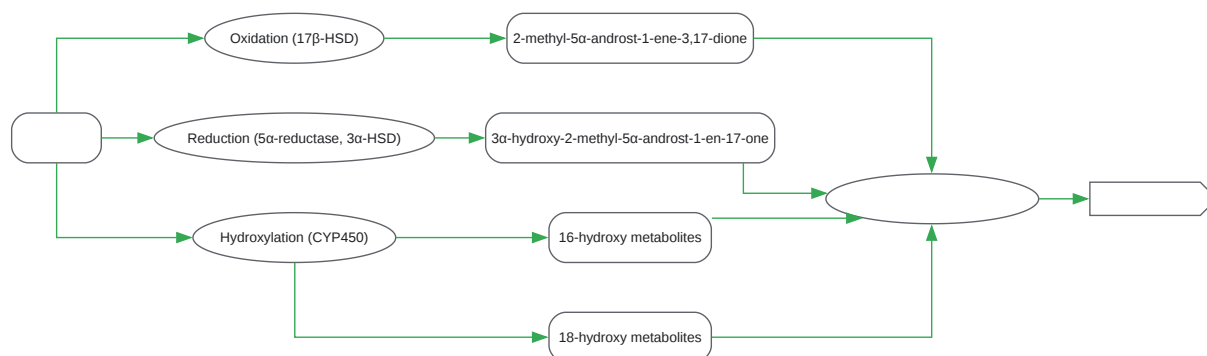 Oxidation (17β-HSD)
2-methyl-5α-androst-1-ene-3,17-dione
Reduction (5α-reductase, 3α-HSD)
3α-hydroxy-2-methyl-5α-androst-1-en-17-one
Hydroxylation (CYP450)
16-hydroxy metabolites
18-hydroxy metabolites